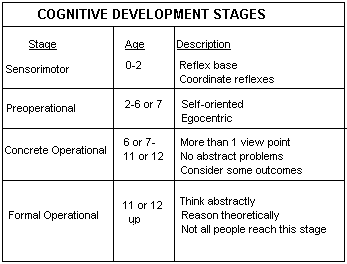 COGNITIVE DEVELOPMENT STAGES
Stage Age Description
Sensorimotor 0-2 Reflex base
Coordinate reflexes
Preoperational 2-6 or 7 Self-oriented
Egocentric
Concrete Operational 6 or 7- More than 1 view point
11 or 12 No abstract problems
Consider some outcomes
Formal Operational 11 or 12 Think abstractly
up Reason theoretically
Not all people reach this stage